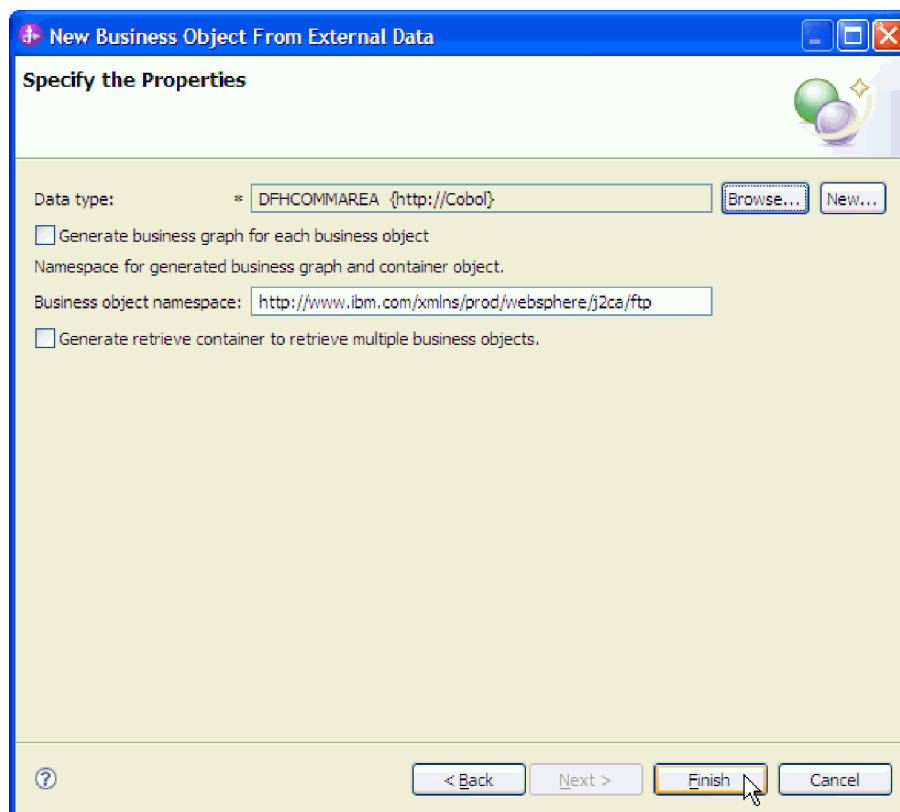 New Business Object From External Data
Specify the Properties
Data type: * DFHCOMMAREA {http://Cobol} Browse... New...
Generate business graph for each business object
Namespace for generated business graph and container object.
Business object namespace: http://www.ibm.com/xmlns/prod/websphere/j2ca/ftp
Generate retrieve container to retrieve multiple business objects.
? < Back Next > Finish Cancel